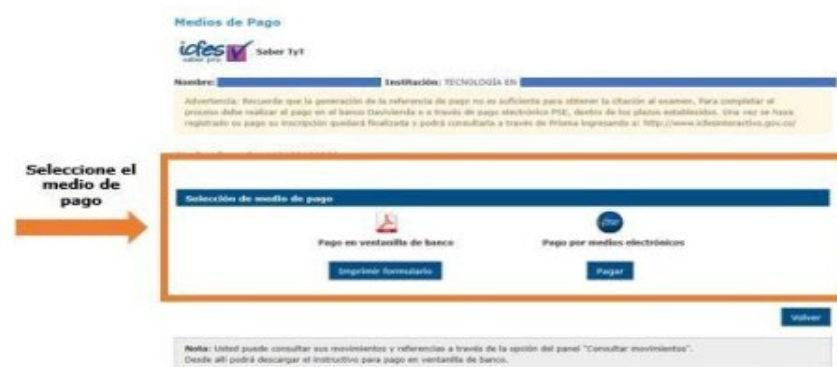 Medios de Pago
icfes
saber pro
Saber TyT
Nombre: Institución: TECNOLOGÍA EN
Advertencia: Recuerde que la generación de la referencia de pago no es suficiente para obtener la citación al examen. Para completar el
proceso debe realizar el pago en el banco Davivienda o a través de pago electrónico PSE, dentro de los plazos establecidos. Una vez se haya
registrado su pago su inscripción quedará finalizada y podrá consultarla a través de Prisma ingresando a: http://www.icfesinteractivo.gov.co/
Seleccione el
medio de
pago
Selección de medio de pago
Pago en ventanilla de banco Pago por medios electrónicos
Imprimir formulario Pagar
Volver
Nota: Usted puede consultar sus movimientos y referencias a través de la opción del panel "Consultar movimientos".
Desde allí podrá descargar el instructivo para pago en ventanilla de banco.